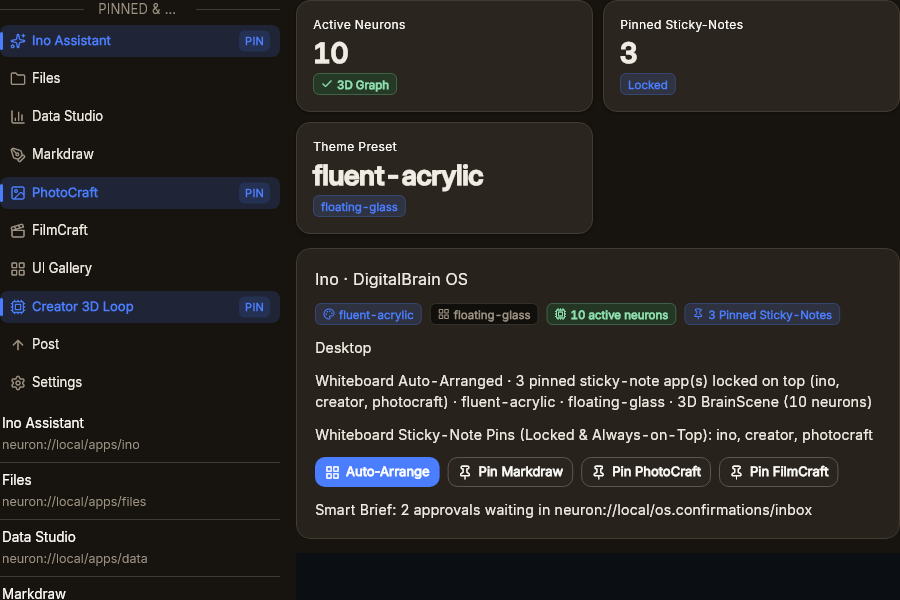 PINNED & ...
Ino Assistant PIN
Files
Data Studio
Markdraw
PhotoCraft PIN
FilmCraft
UI Gallery
Creator 3D Loop PIN
Post
Settings
Ino Assistant
neuron://local/apps/ino
Files
neuron://local/apps/files
Data Studio
neuron://local/apps/data
Markdraw
Active Neurons
10
3D Graph
Pinned Sticky-Notes
3
Locked
Theme Preset
fluent-acrylic
floating-glass
Ino · DigitalBrain OS
fluent-acrylic floating-glass 10 active neurons 3 Pinned Sticky-Notes
Desktop
Whiteboard Auto-Arranged · 3 pinned sticky-note app(s) locked on top (ino,
creator, photocraft) · fluent-acrylic · floating-glass · 3D BrainScene (10 neurons)
Whiteboard Sticky-Note Pins (Locked & Always-on-Top): ino, creator, photocraft
Auto-Arrange Pin Markdraw Pin PhotoCraft Pin FilmCraft
Smart Brief: 2 approvals waiting in neuron://local/os.confirmations/inbox